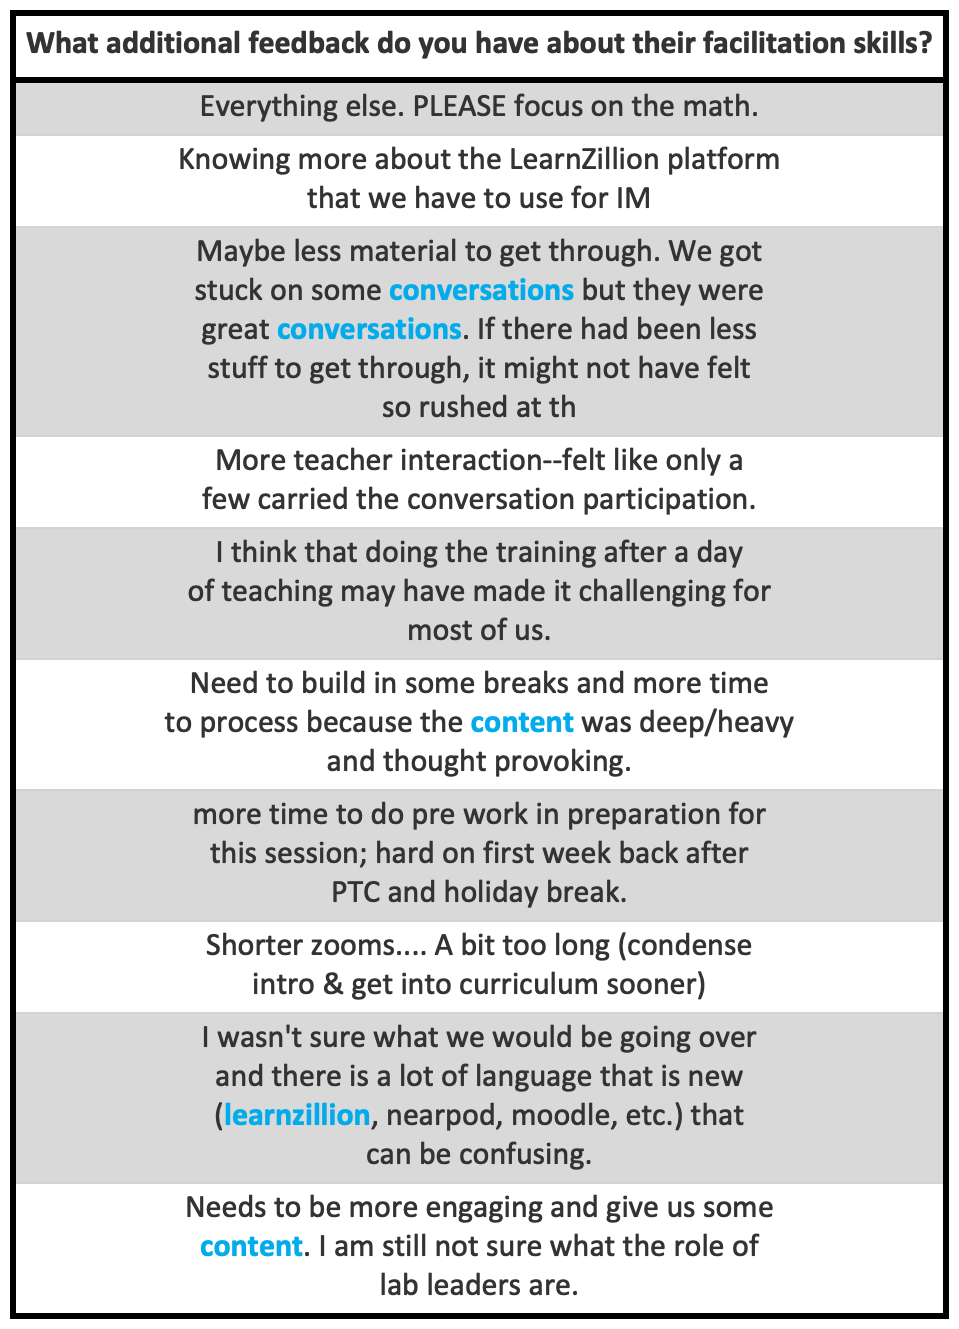 What additional feedback do you have about their facilitation skills?
Everything else. PLEASE focus on the math.
Knowing more about the LearnZillion platform
that we have to use for IM
Maybe less material to get through. We got
stuck on some conversations but they were
great conversations. If there had been less
stuff to get through, it might not have felt
so rushed at th
More teacher interaction--felt like only a
few carried the conversation participation.
I think that doing the training after a day
of teaching may have made it challenging for
most of us.
Need to build in some breaks and more time
to process because the content was deep/heavy
and thought provoking.
more time to do pre work in preparation for
this session; hard on first week back after
PTC and holiday break.
Shorter zooms.... A bit too long (condense
intro & get into curriculum sooner)
I wasn't sure what we would be going over
and there is a lot of language that is new
(learnzillion, nearpod, moodle, etc.) that
can be confusing.
Needs to be more engaging and give us some
content. I am still not sure what the role of
lab leaders are.